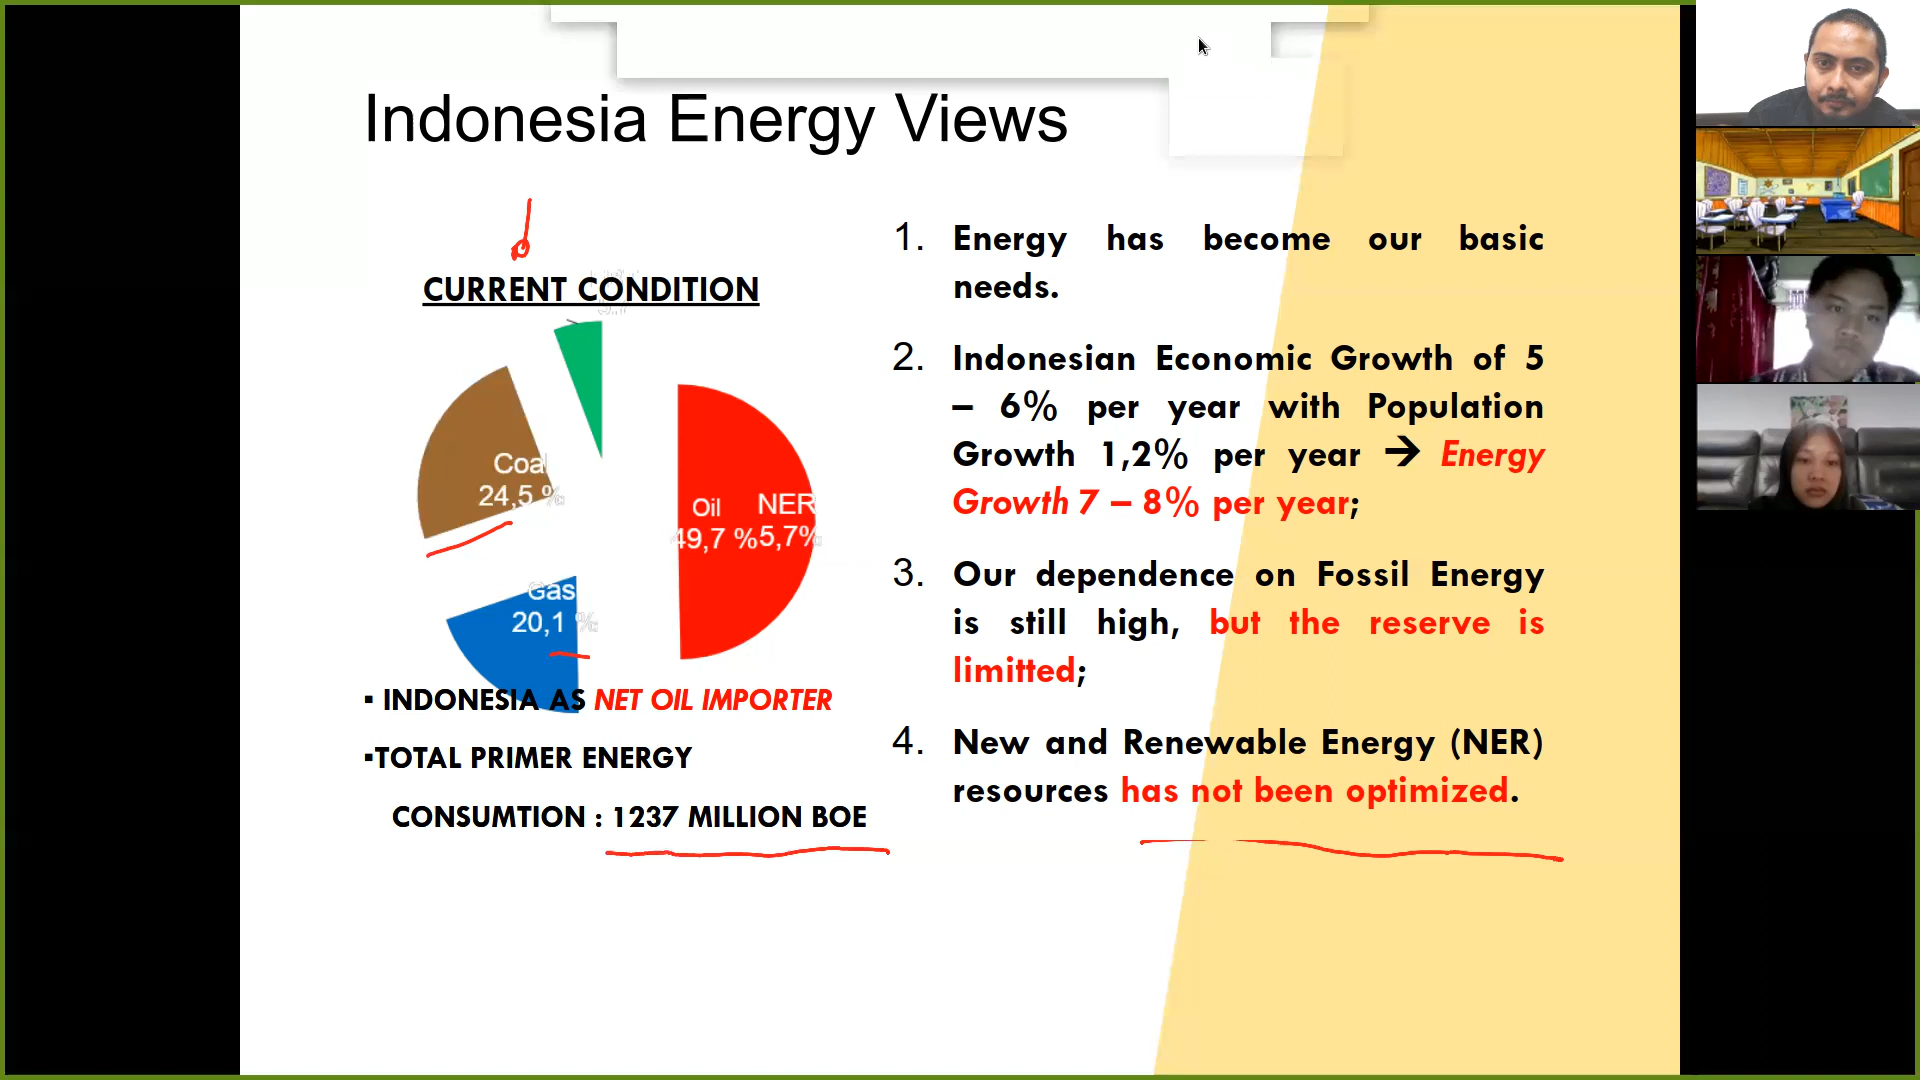 Indonesia Energy Views
CURRENT CONDITION
Coal
24,5 %
Oil
49,7 %
NER
5,7%
Gas
20,1 %
▪ INDONESIA AS NET OIL IMPORTER
▪TOTAL PRIMER ENERGY
CONSUMTION : 1237 MILLION BOE
1. Energy has become our basic
needs.
2. Indonesian Economic Growth of 5
– 6% per year with Population
Growth 1,2% per year → Energy
Growth 7 – 8% per year;
3. Our dependence on Fossil Energy
is still high, but the reserve is
limitted;
4. New and Renewable Energy (NER)
resources has not been optimized.